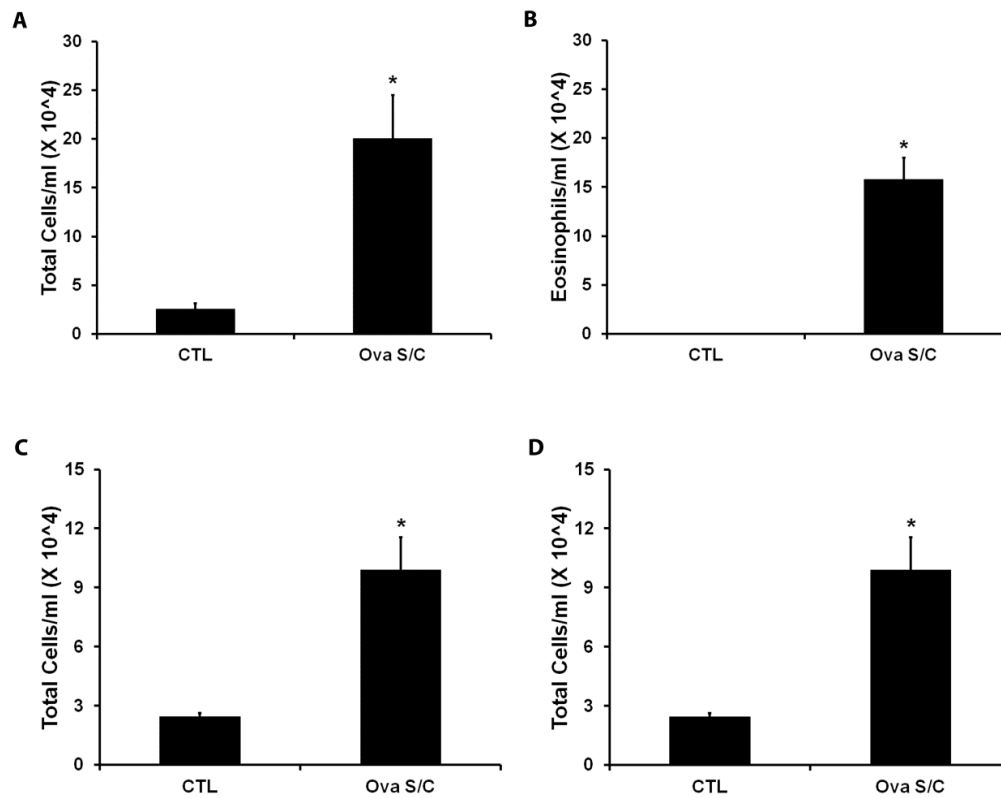 A
Total Cells/ml (X 10^4)
30
25
20
15
10
5
0
*
CTL
Ova S/C
B
Eosinophils/ml (X 10^4)
30
25
20
15
10
5
0
*
CTL
Ova S/C
C
Total Cells/ml (X 10^4)
15
12
9
6
3
0
*
CTL
Ova S/C
D
Total Cells/ml (X 10^4)
15
12
9
6
3
0
*
CTL
Ova S/C